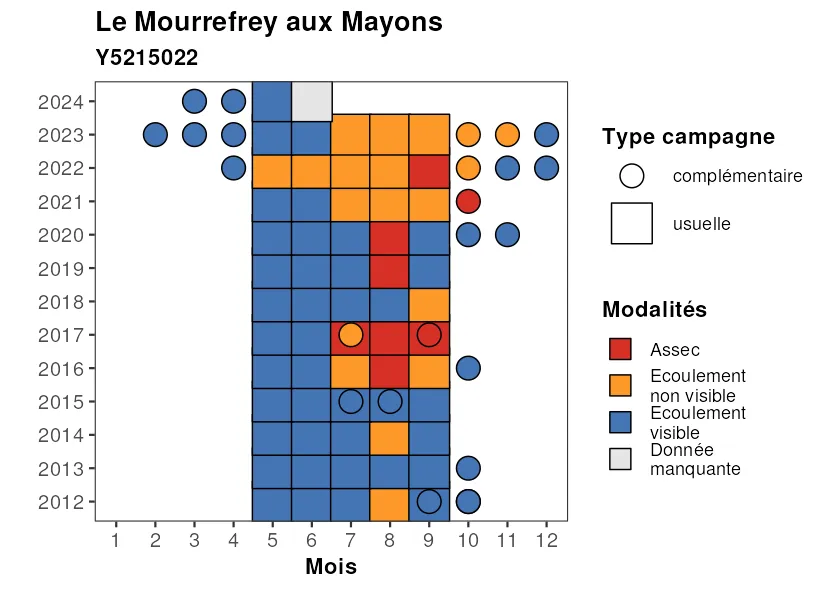 Le Mourrefrey aux Mayons
Y5215022
2024
2023
2022
2021
2020
2019
2018
2017
2016
2015
2014
2013
2012
1 2 3 4 5 6 7 8 9 10 11 12
Mois
Type campagne
complémentaire
usuelle
Modalités
Assec
Ecoulement
non visible
Ecoulement
visible
Donnée
manquante